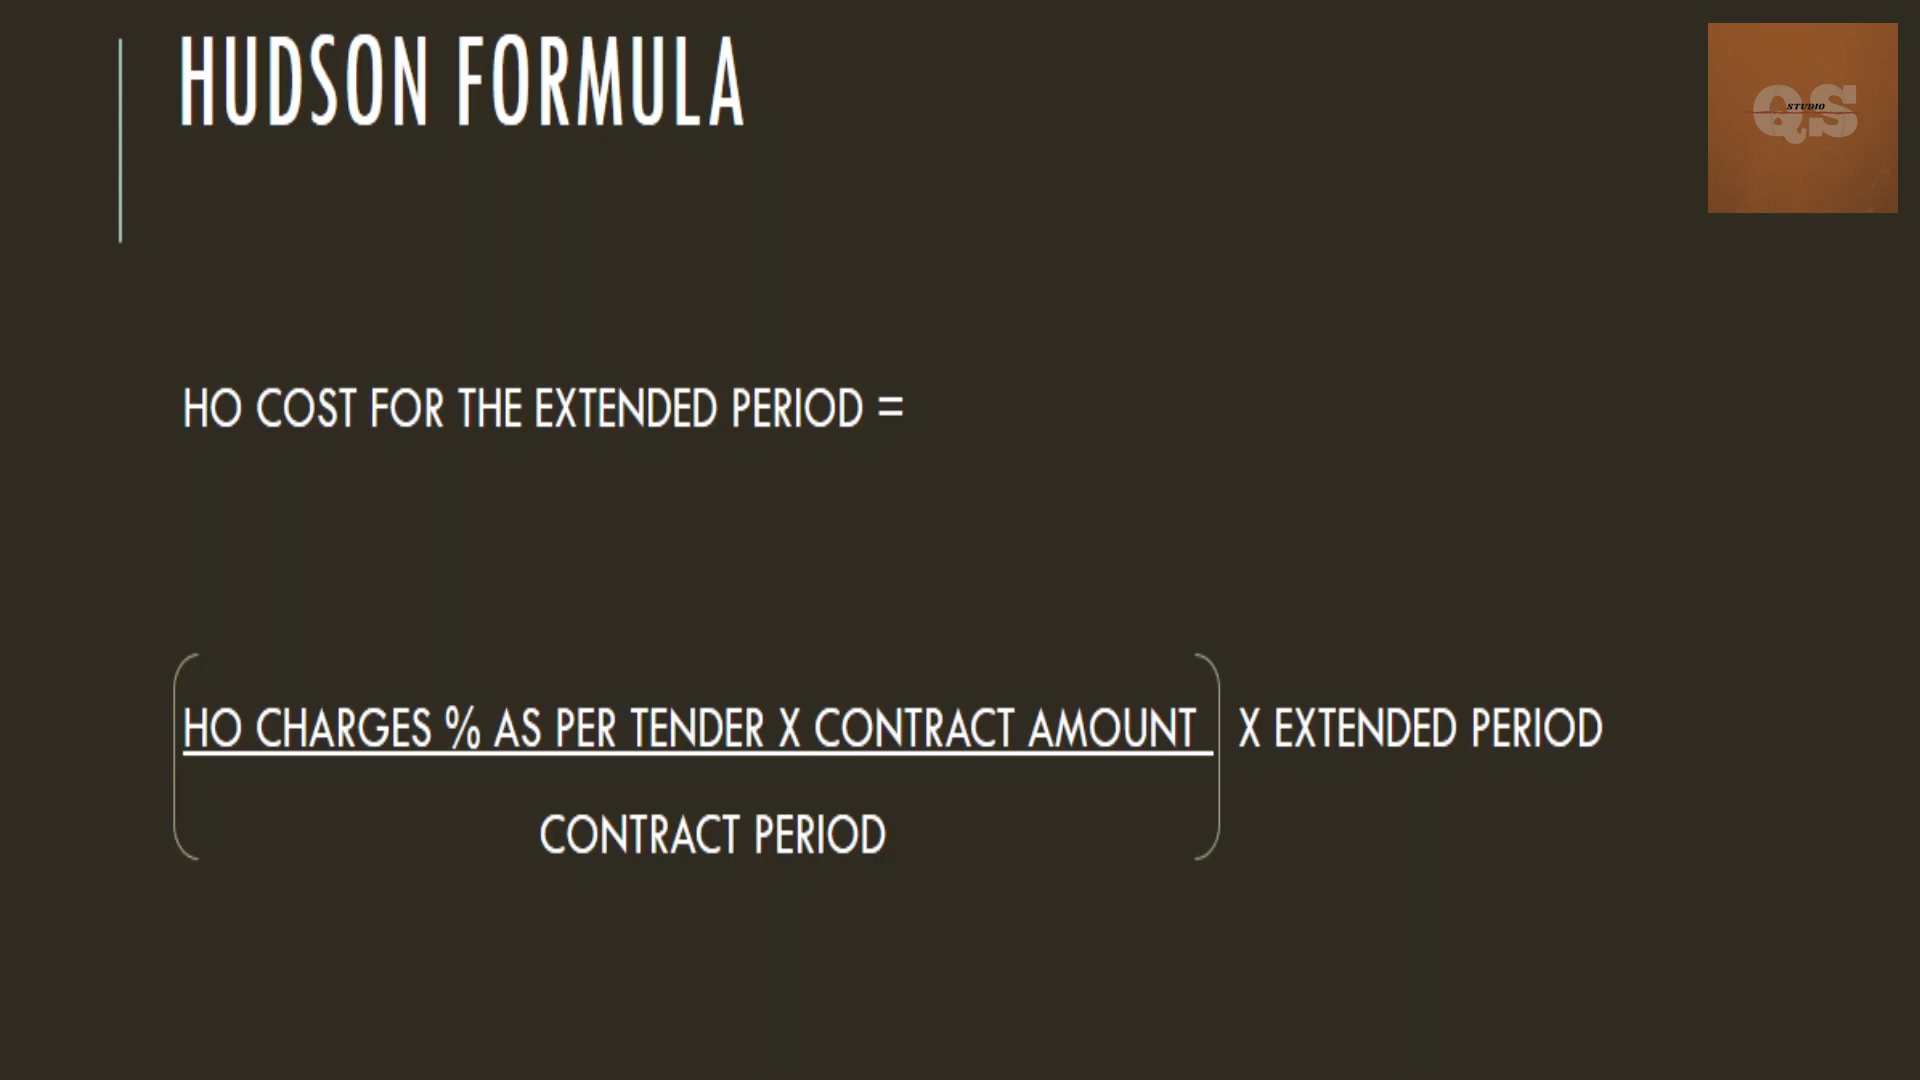 HUDSON FORMULA
QS
STUDIO
HO COST FOR THE EXTENDED PERIOD =
HO CHARGES % AS PER TENDER X CONTRACT AMOUNT X EXTENDED PERIOD
CONTRACT PERIOD